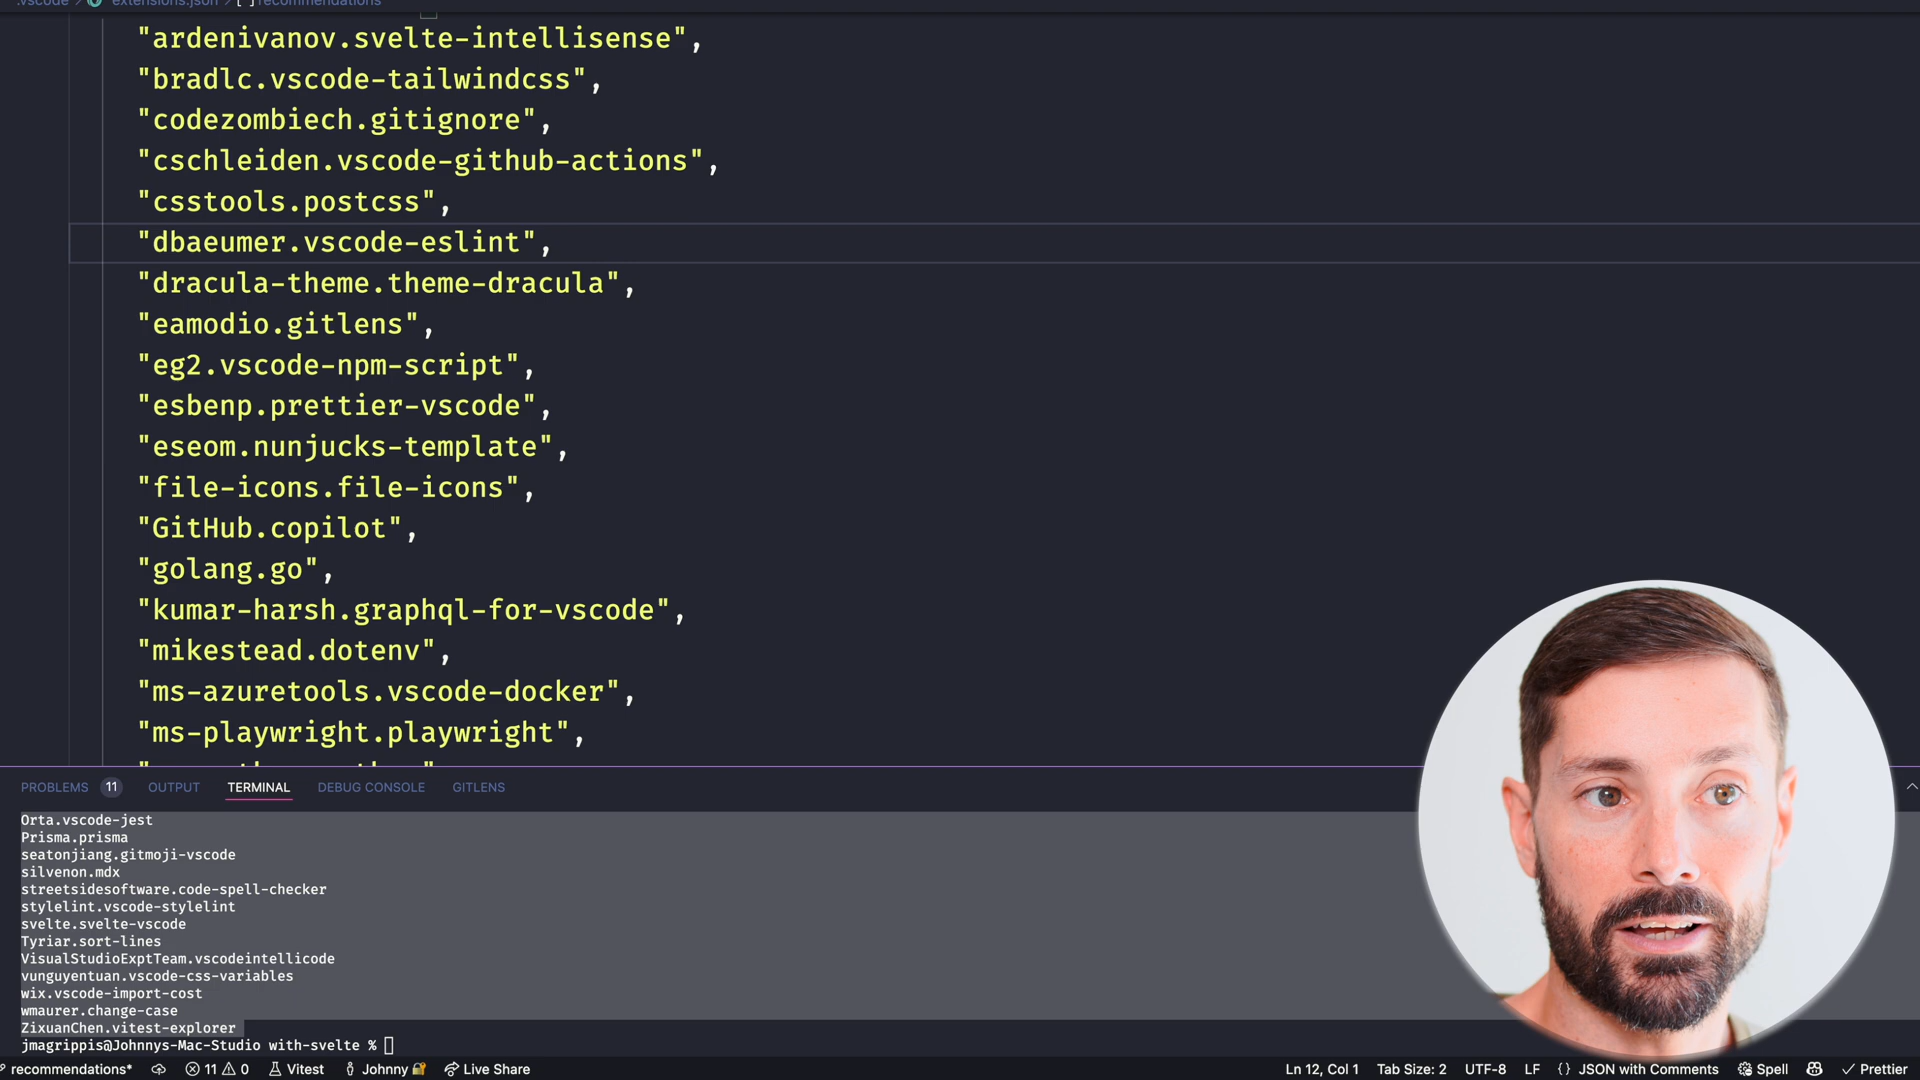 .vscode > extensions.json > [ ] recommendations
"ardenivanov.svelte-intellisense",
"bradlc.vscode-tailwindcss",
"codezombiech.gitignore",
"cschleiden.vscode-github-actions",
"csstools.postcss",
"dbaeumer.vscode-eslint",
"dracula-theme.theme-dracula",
"eamodio.gitlens",
"eg2.vscode-npm-script",
"esbenp.prettier-vscode",
"eseom.nunjucks-template",
"file-icons.file-icons",
"GitHub.copilot",
"golang.go",
"kumar-harsh.graphql-for-vscode",
"mikestead.dotenv",
"ms-azuretools.vscode-docker",
"ms-playwright.playwright",
PROBLEMS 11 OUTPUT TERMINAL DEBUG CONSOLE GITLENS
Orta.vscode-jest
Prisma.prisma
seatonjiang.gitmoji-vscode
silvenon.mdx
streetsidesoftware.code-spell-checker
stylelint.vscode-stylelint
svelte.svelte-vscode
Tyriar.sort-lines
VisualStudioExptTeam.vscodeintellicode
vunguyentuan.vscode-css-variables
wix.vscode-import-cost
wmaurer.change-case
ZixuanChen.vitest-explorer
jmagrippis@Johnnys-Mac-Studio with-svelte %
recommendations* 11 0 Vitest Johnny Live Share Ln 12, Col 1 Tab Size: 2 UTF-8 LF {} JSON with Comments Spell Prettier